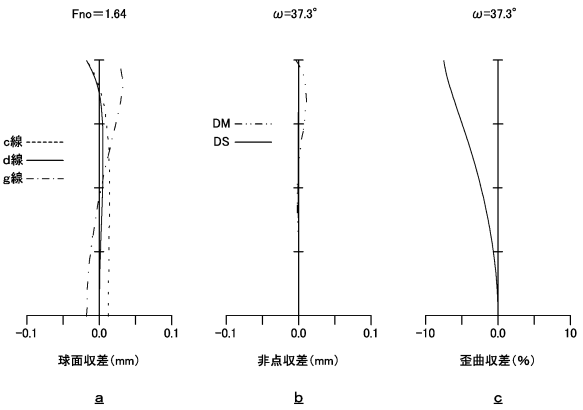 Fno＝1.64
ω=37.3°
ω=37.3°
c線
d線
g線
DM
DS
-0.1 0.0 0.1
-0.1 0.0 0.1
-10 0.0 10
球面収差(mm)
非点収差(mm)
歪曲収差(%)
a
b
c